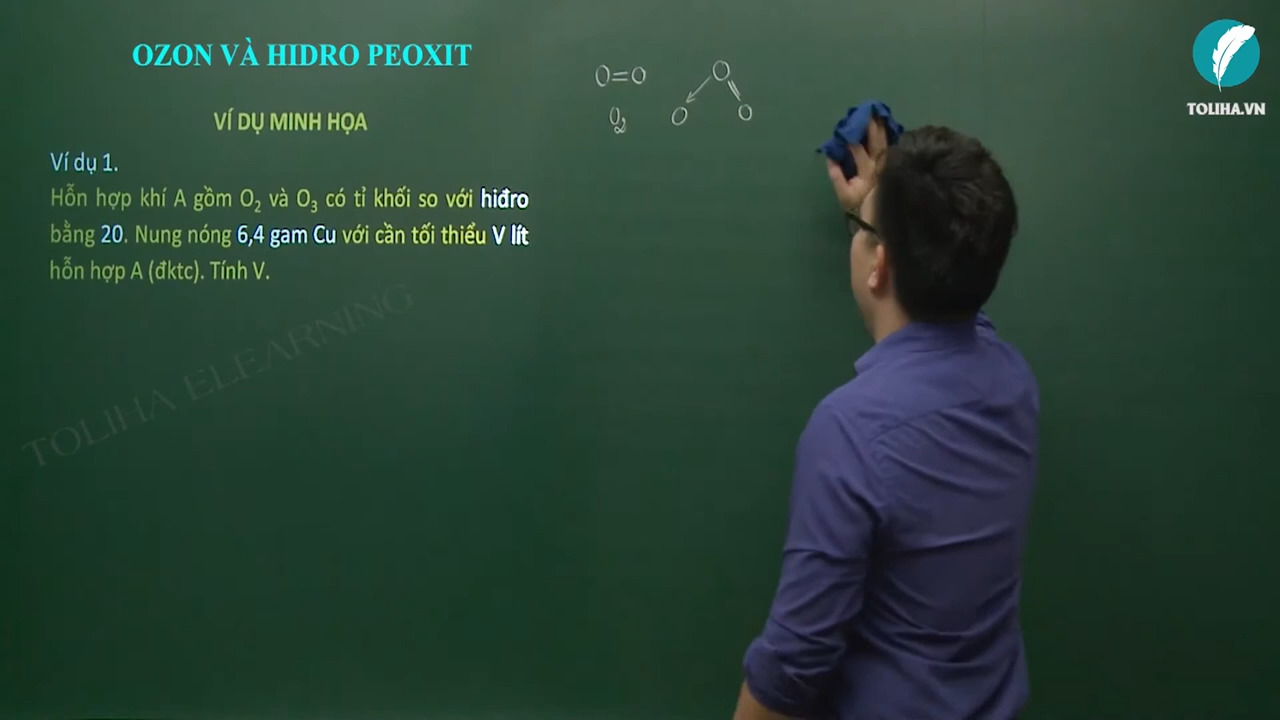 OZON VÀ HIDRO PEOXIT
VÍ DỤ MINH HỌA
Ví dụ 1.
Hỗn hợp khí A gồm O₂ và O₃ có tỉ khối so với hiđro
bằng 20. Nung nóng 6,4 gam Cu với cần tối thiểu V lít
hỗn hợp A (đktc). Tính V.
O=O
O₂
O
O O
TOLIHA.VN
TOLIHA ELEARNING